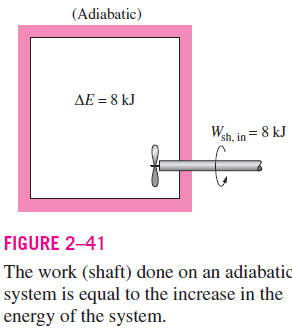 (Adiabatic)
ΔE = 8 kJ
W_sh, in = 8 kJ
FIGURE 2–41
The work (shaft) done on an adiabatic
system is equal to the increase in the
energy of the system.